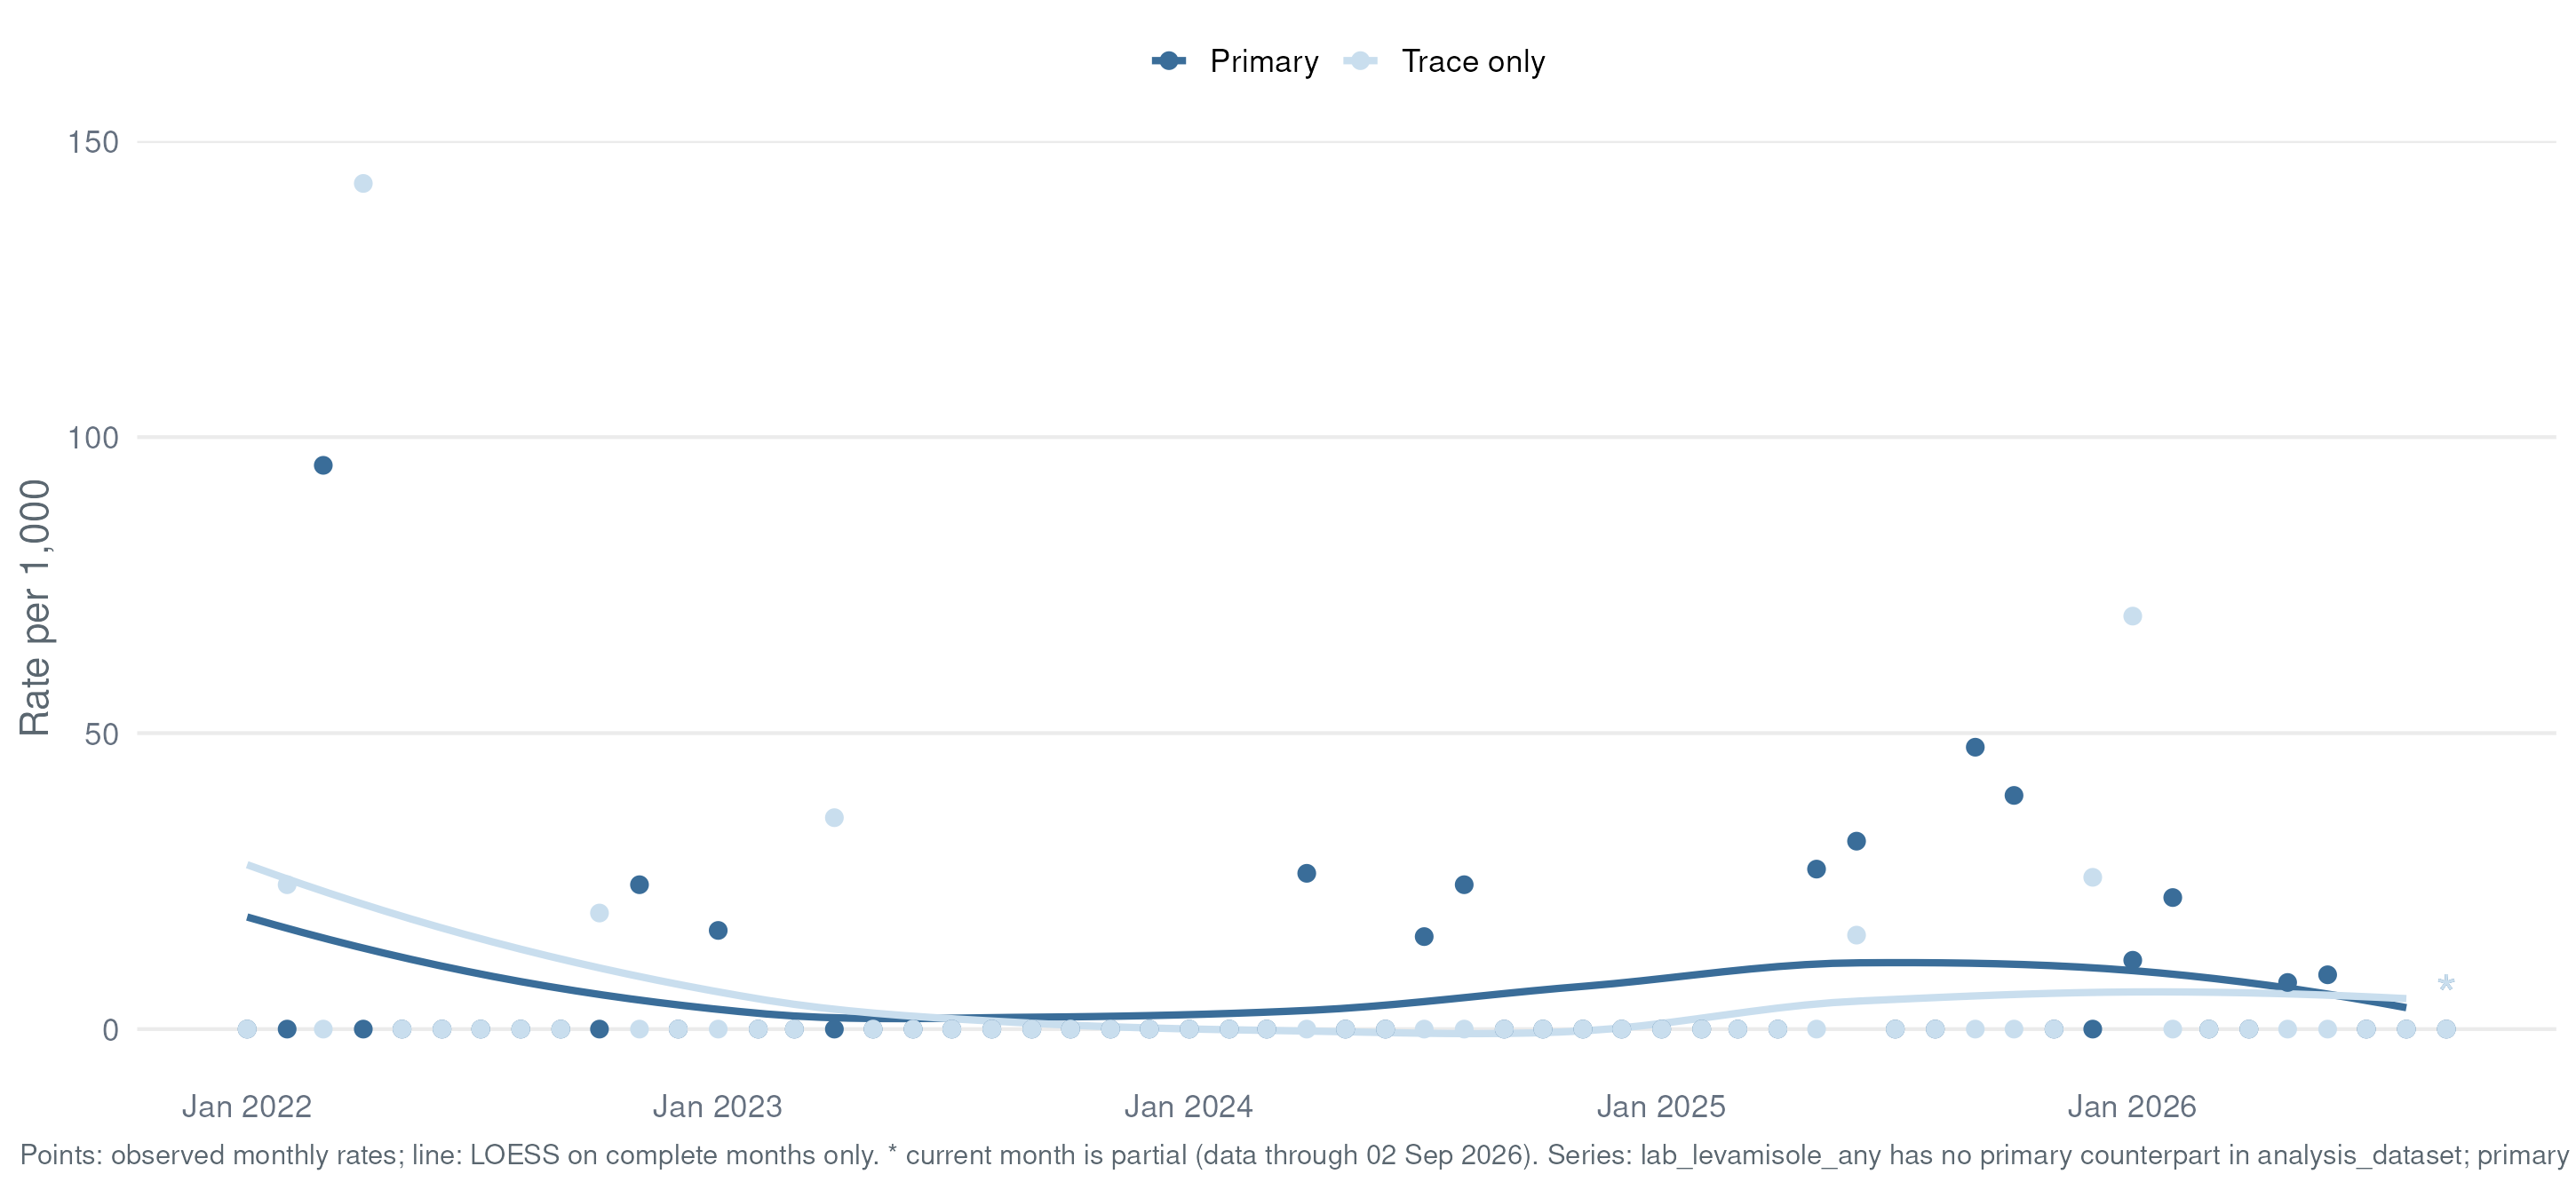 Primary Trace only
150
100
50
0
Rate per 1,000
Jan 2022 Jan 2023 Jan 2024 Jan 2025 Jan 2026
*
Points: observed monthly rates; line: LOESS on complete months only. * current month is partial (data through 02 Sep 2026). Series: lab_levamisole_any has no primary counterpart in analysis_dataset; primary